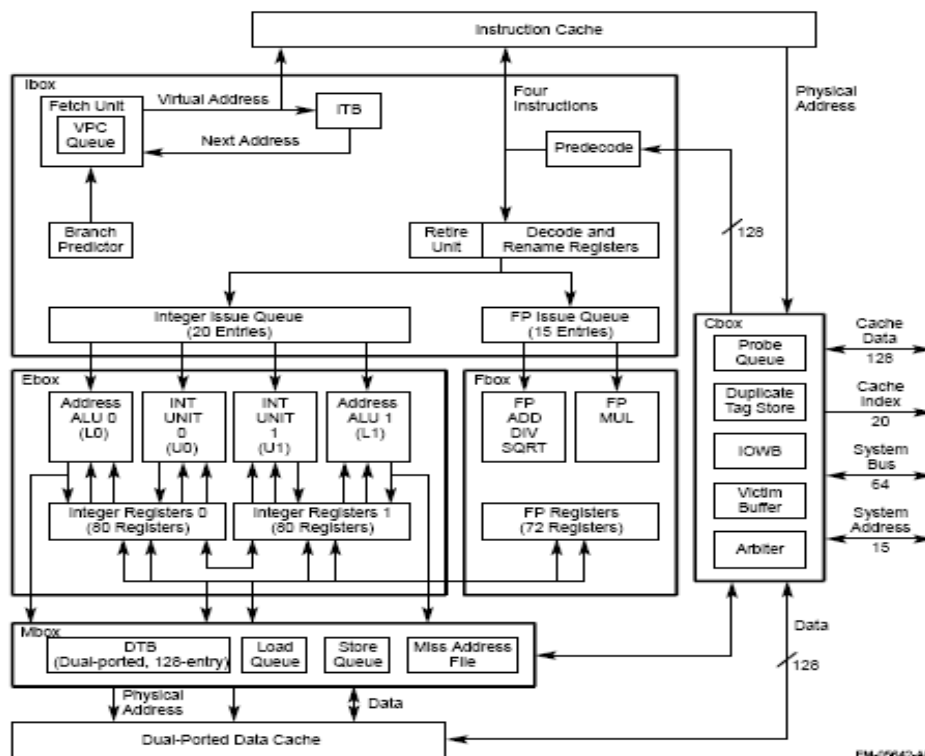 Instruction Cache
Ibox
Fetch Unit
VPC
Queue
Virtual Address
ITB
Next Address
Four
Instructions
Physical
Address
Predecode
Branch
Predictor
Retire
Unit
Decode and
Rename Registers
128
Integer Issue Queue
(20 Entries)
FP Issue Queue
(15 Entries)
Cbox
Probe
Queue
Duplicate
Tag Store
IOWB
Victim
Buffer
Arbiter
Cache
Data
128
Cache
Index
20
System
Bus
64
System
Address
15
Ebox
Address
ALU 0
(L0)
INT
UNIT
0
(U0)
INT
UNIT
1
(U1)
Address
ALU 1
(L1)
Integer Registers 0
(80 Registers)
Integer Registers 1
(80 Registers)
Fbox
FP
ADD
DIV
SQRT
FP
MUL
FP Registers
(72 Registers)
Mbox
DTB
(Dual-ported, 128-entry)
Load
Queue
Store
Queue
Miss Address
File
Data
128
Physical
Address
Data
Dual-Ported Data Cache